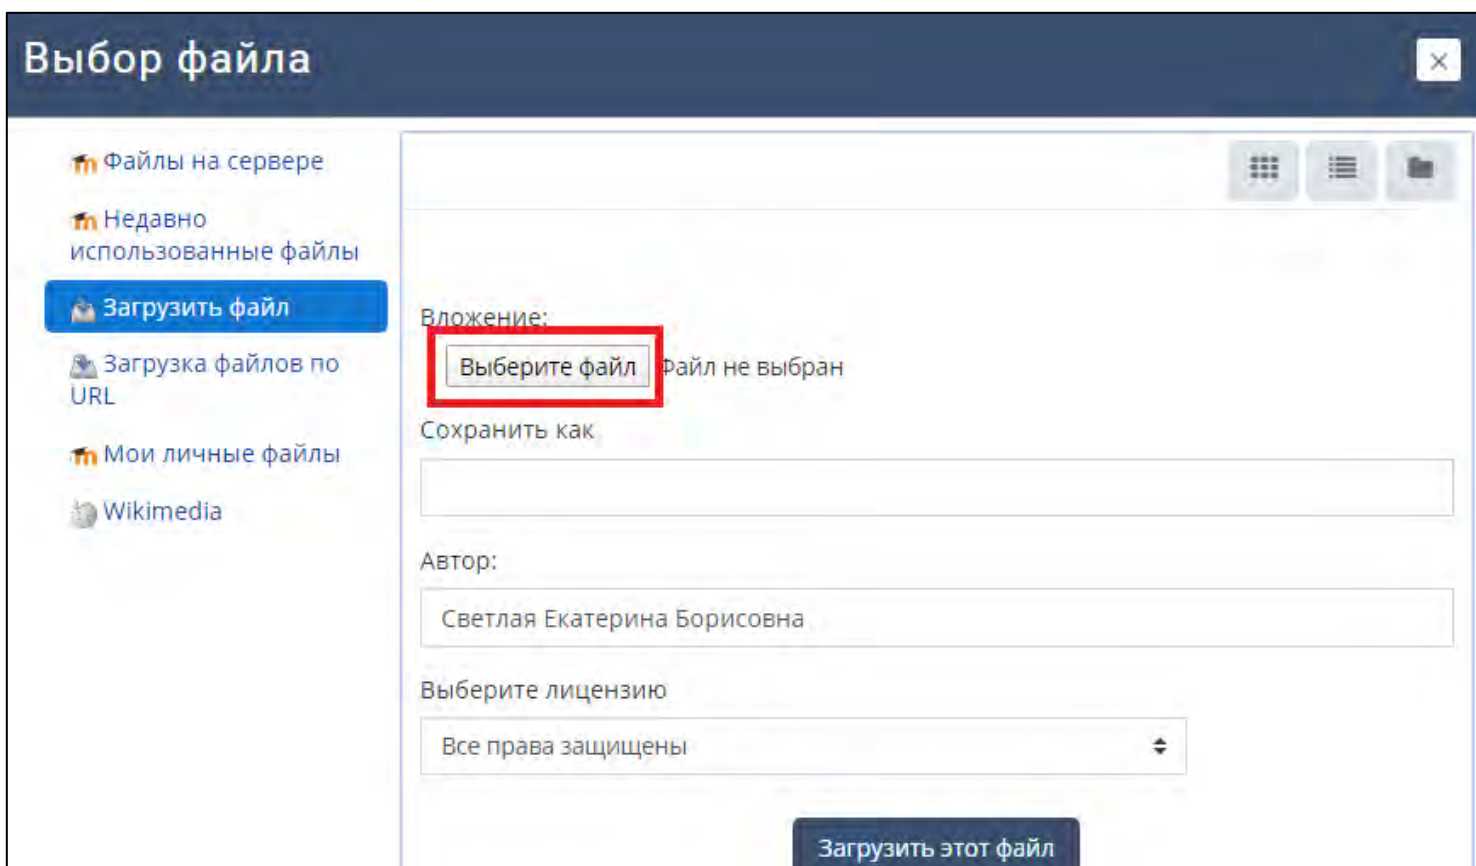 Выбор файла
Файлы на сервере
Недавно
использованные файлы
Загрузить файл
Загрузка файлов по
URL
Мои личные файлы
Wikimedia
Вложение:
Выберите файл Файл не выбран
Сохранить как
Автор:
Светлая Екатерина Борисовна
Выберите лицензию
Все права защищены
Загрузить этот файл